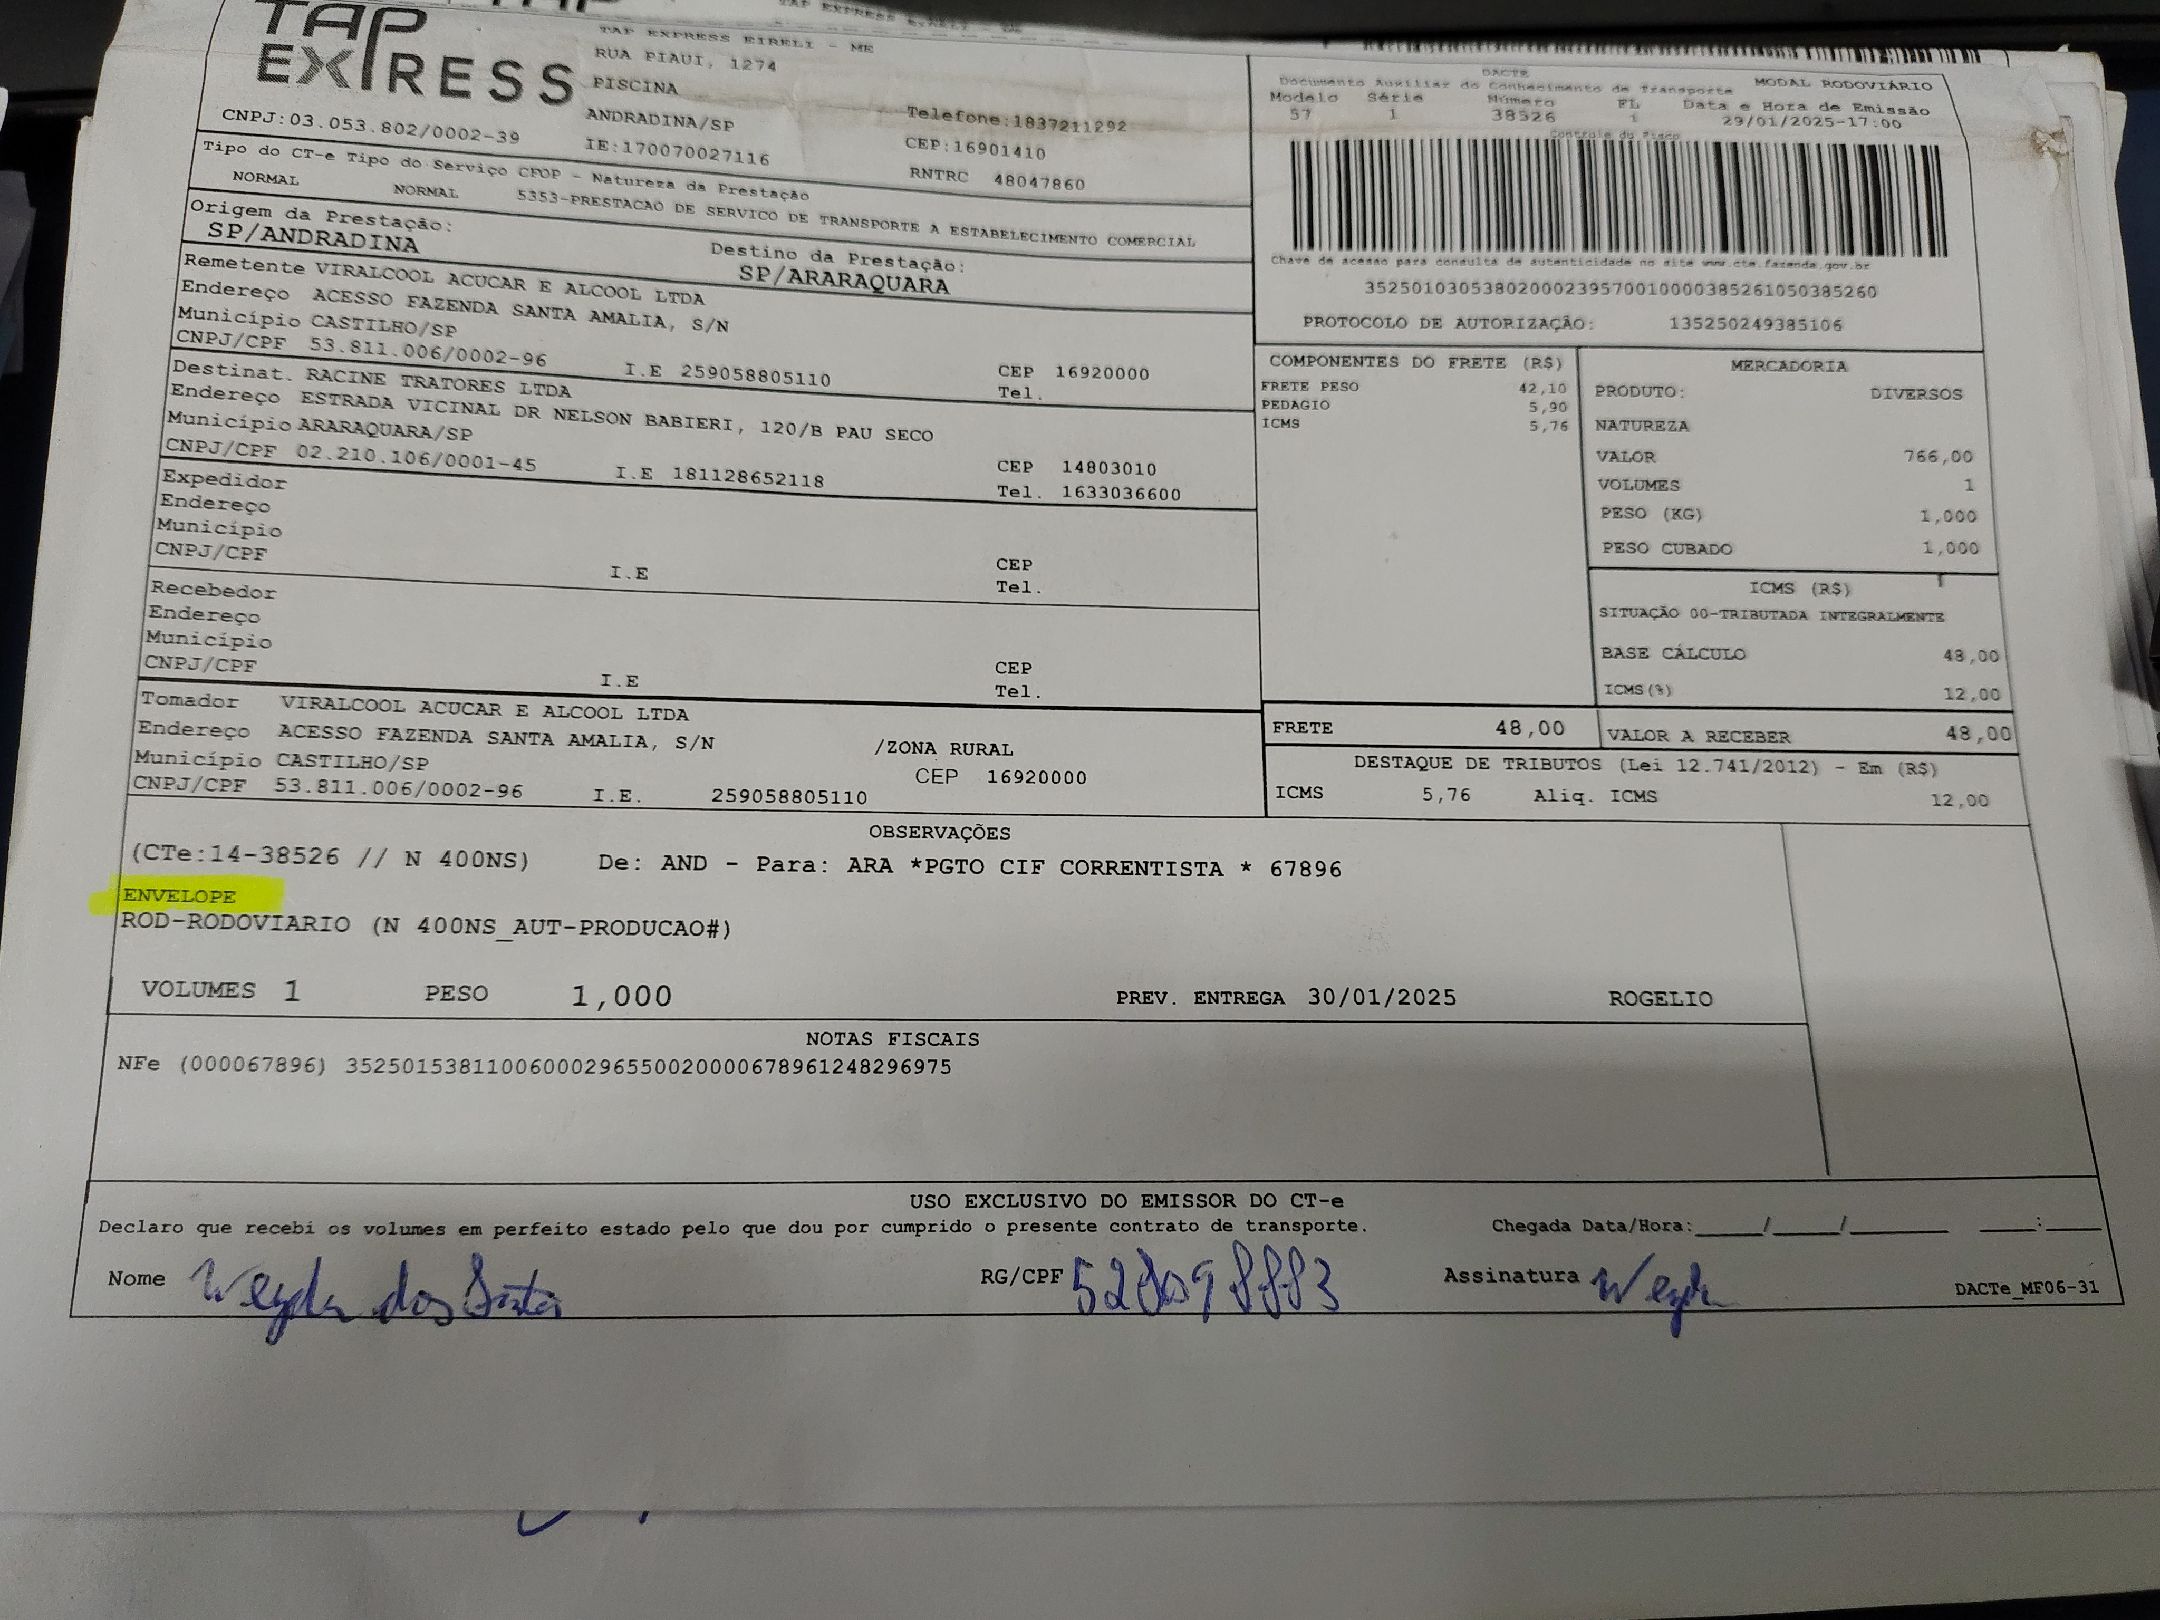 TAP EXPRESS
TAP EXPRESS EIRELI - ME
RUA PIAUI, 1274
PISCINA
ANDRADINA/SP
Telefone:1837211292
CNPJ:03.053.802/0002-39
IE:170070027116
CEP:16901410
RNTRC 48047860
DACTE
Documento Auxiliar do Conhecimento de Transporte
MODAL RODOVIÁRIO
Modelo Série Número FL Data e Hora de Emissão
57 1 38526 1 29/01/2025-17:00
Controle do Fisco
Tipo do CT-e Tipo do Serviço CFOP - Natureza da Prestação
NORMAL NORMAL 5353-PRESTACAO DE SERVICO DE TRANSPORTE A ESTABELECIMENTO COMERCIAL
Origem da Prestação: Destino da Prestação:
SP/ANDRADINA SP/ARARAQUARA
Chave de acesso para consulta de autenticidade no site www.cte.fazenda.gov.br
35250103053802000239570010000385261050385260
PROTOCOLO DE AUTORIZAÇÃO: 135250249385106
Remetente VIRALCOOL ACUCAR E ALCOOL LTDA
Endereço ACESSO FAZENDA SANTA AMALIA, S/N
Município CASTILHO/SP
CNPJ/CPF 53.811.006/0002-96 I.E 259058805110 CEP 16920000
Tel.
Destinat. RACINE TRATORES LTDA
Endereço ESTRADA VICINAL DR NELSON BABIERI, 120/B PAU SECO
Município ARARAQUARA/SP
CNPJ/CPF 02.210.106/0001-45 I.E 181128652118 CEP 14803010
Tel. 1633036600
Expedidor
Endereço
Município
CNPJ/CPF I.E CEP
Tel.
Recebedor
Endereço
Município
CNPJ/CPF I.E CEP
Tel.
Tomador VIRALCOOL ACUCAR E ALCOOL LTDA
Endereço ACESSO FAZENDA SANTA AMALIA, S/N /ZONA RURAL
Município CASTILHO/SP CEP 16920000
CNPJ/CPF 53.811.006/0002-96 I.E. 259058805110
COMPONENTES DO FRETE (R$)
FRETE PESO 42,10
PEDAGIO 5,90
ICMS 5,76
MERCADORIA
PRODUTO: DIVERSOS
NATUREZA
VALOR 766,00
VOLUMES 1
PESO (KG) 1,000
PESO CUBADO 1,000
ICMS (R$)
SITUAÇÃO 00-TRIBUTADA INTEGRALMENTE
BASE CÁLCULO 48,00
ICMS(%) 12,00
FRETE 48,00 VALOR A RECEBER 48,00
DESTAQUE DE TRIBUTOS (Lei 12.741/2012) - Em (R$)
ICMS 5,76 Aliq. ICMS 12,00
OBSERVAÇÕES
(CTe:14-38526 // N 400NS) De: AND - Para: ARA *PGTO CIF CORRENTISTA * 67896
ENVELOPE
ROD-RODOVIARIO (N 400NS_AUT-PRODUCAO#)
VOLUMES 1 PESO 1,000 PREV. ENTREGA 30/01/2025 ROGELIO
NOTAS FISCAIS
NFe (000067896) 35250153811006000296550020000678961248296975
USO EXCLUSIVO DO EMISSOR DO CT-e
Declaro que recebi os volumes em perfeito estado pelo que dou por cumprido o presente contrato de transporte. Chegada Data/Hora:____/____/________ ____:____
Nome dos Santos RG/CPF Assinatura DACTe_MF06-31